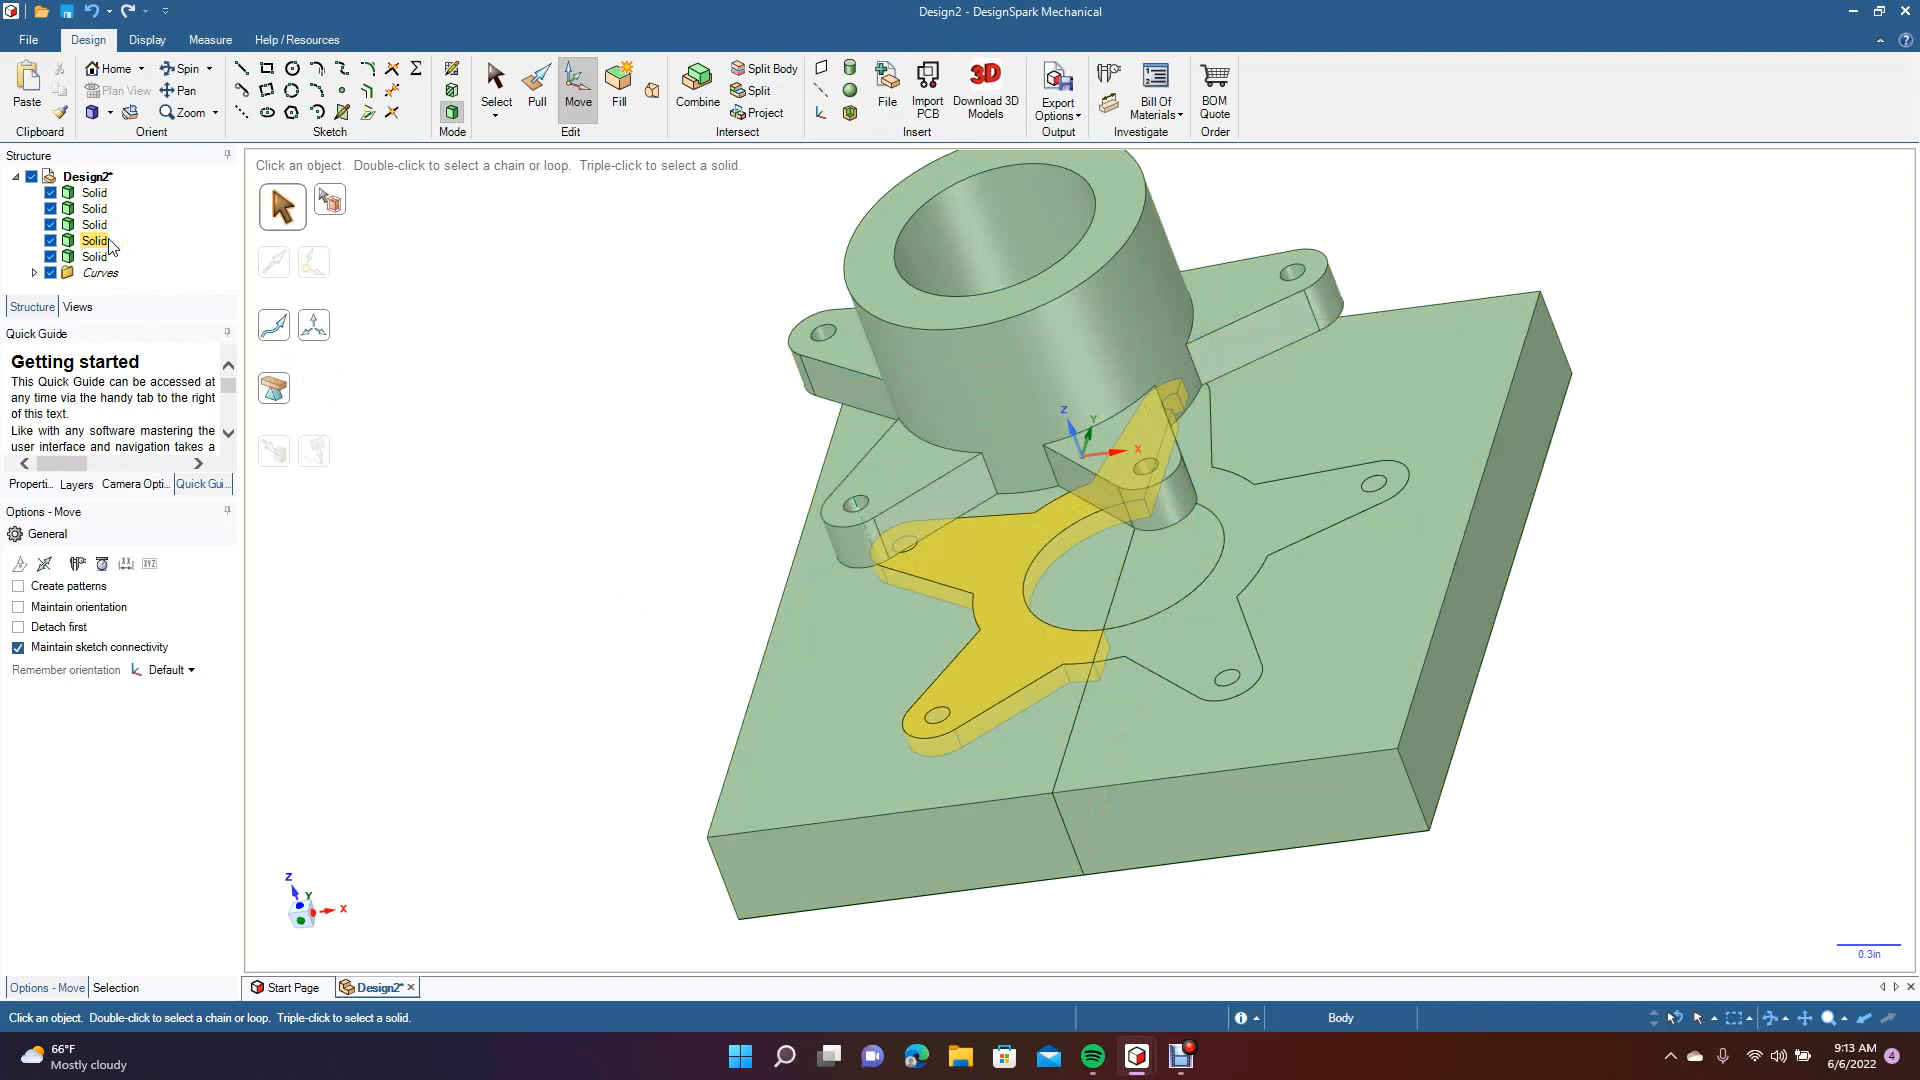 Design2 - DesignSpark Mechanical
File Design Display Measure Help / Resources
Paste
Clipboard
Home
Plan View
Spin
Pan
Zoom
Orient
Sketch
Mode
Select Pull Move Fill
Edit
Combine
Split Body
Split
Project
Intersect
File
Import PCB
3D
Download 3D Models
Insert
Export Options
Output
Bill Of Materials
Investigate
BOM Quote
Order
Structure
Design2*
Solid
Solid
Solid
Solid
Solid
Curves
Structure Views
Quick Guide
Getting started
This Quick Guide can be accessed at
any time via the handy tab to the right
of this text.
Like with any software mastering the
user interface and navigation takes a
Properti... Layers Camera Opti... Quick Gui...
Options - Move
General
Create patterns
Maintain orientation
Detach first
Maintain sketch connectivity
Remember orientation Default
Options - Move Selection
Click an object. Double-click to select a chain or loop. Triple-click to select a solid.
Z Y X
Z Y X
0.3in
Start Page Design2*
Click an object. Double-click to select a chain or loop. Triple-click to select a solid.
Body
66°F
Mostly cloudy
9:13 AM
6/6/2022
4